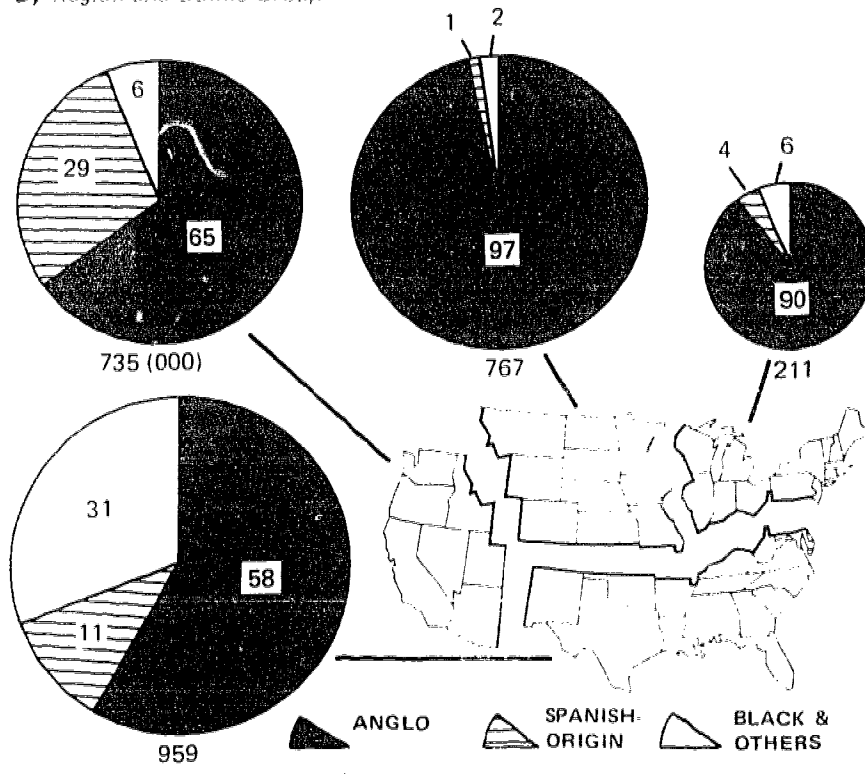 1 2
6
29
65
735 (000)
97
767
4 6
90
211
31
11
58
959
ANGLO
SPANISH-
ORIGIN
BLACK &
OTHERS